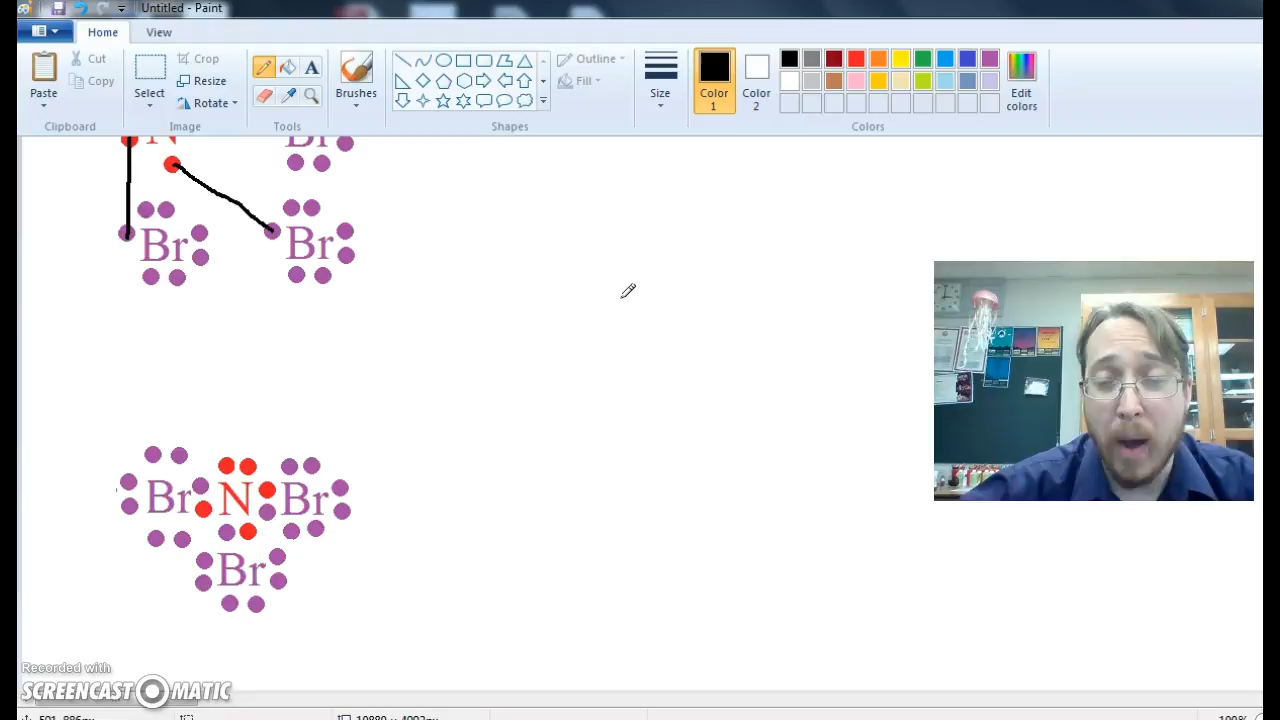 Untitled - Paint
Home View
Paste
Cut
Copy
Clipboard
Select
Crop
Resize
Rotate
Image
A
Tools
Brushes
Outline
Fill
Shapes
Size
Color 1
Color 2
Edit colors
Colors
N Br
Br Br
Br N Br
Br
Recorded with
SCREENCAST MATIC
100%